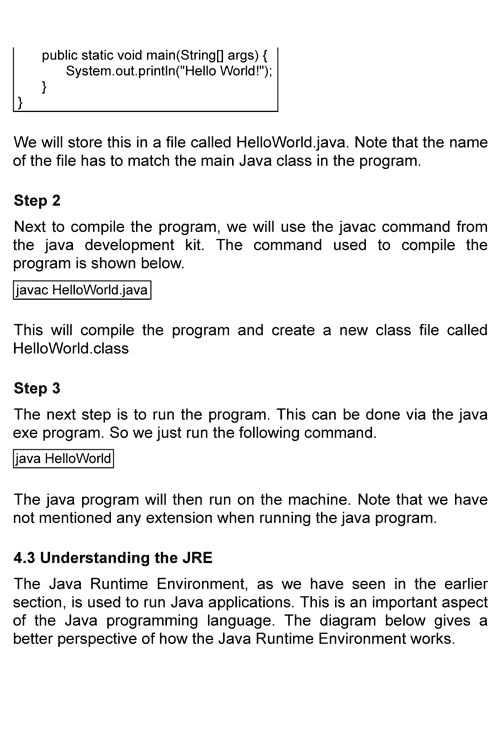 public static void main(String[] args) {
System.out.println("Hello World!");
}
}
We will store this in a file called HelloWorld.java. Note that the name
of the file has to match the main Java class in the program.
Step 2
Next to compile the program, we will use the javac command from
the java development kit. The command used to compile the
program is shown below.
javac HelloWorld.java
This will compile the program and create a new class file called
HelloWorld.class
Step 3
The next step is to run the program. This can be done via the java
exe program. So we just run the following command.
java HelloWorld
The java program will then run on the machine. Note that we have
not mentioned any extension when running the java program.
4.3 Understanding the JRE
The Java Runtime Environment, as we have seen in the earlier
section, is used to run Java applications. This is an important aspect
of the Java programming language. The diagram below gives a
better perspective of how the Java Runtime Environment works.